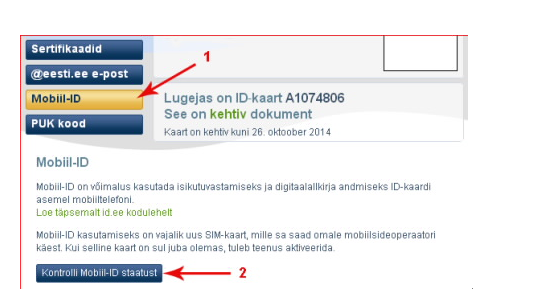 Sertifikaadid
@eesti.ee e-post
1
Mobiil-ID
Lugejas on ID-kaart A1074806
See on kehtiv dokument
PUK kood
Kaart on kehtiv kuni 26. oktoober 2014
Mobiil-ID
Mobiil-ID on võimalus kasutada isikutuvastamiseks ja digitaalallkirja andmiseks ID-kaardi
asemel mobiiltelefoni.
Loe täpsemalt id.ee kodulehelt
Mobiil-ID kasutamiseks on vajalik uus SIM-kaart, mille sa saad omale mobiilsideoperaatori
käest. Kui selline kaart on sul juba olemas, tuleb teenus aktiveerida.
Kontrolli Mobiil-ID staatust
2